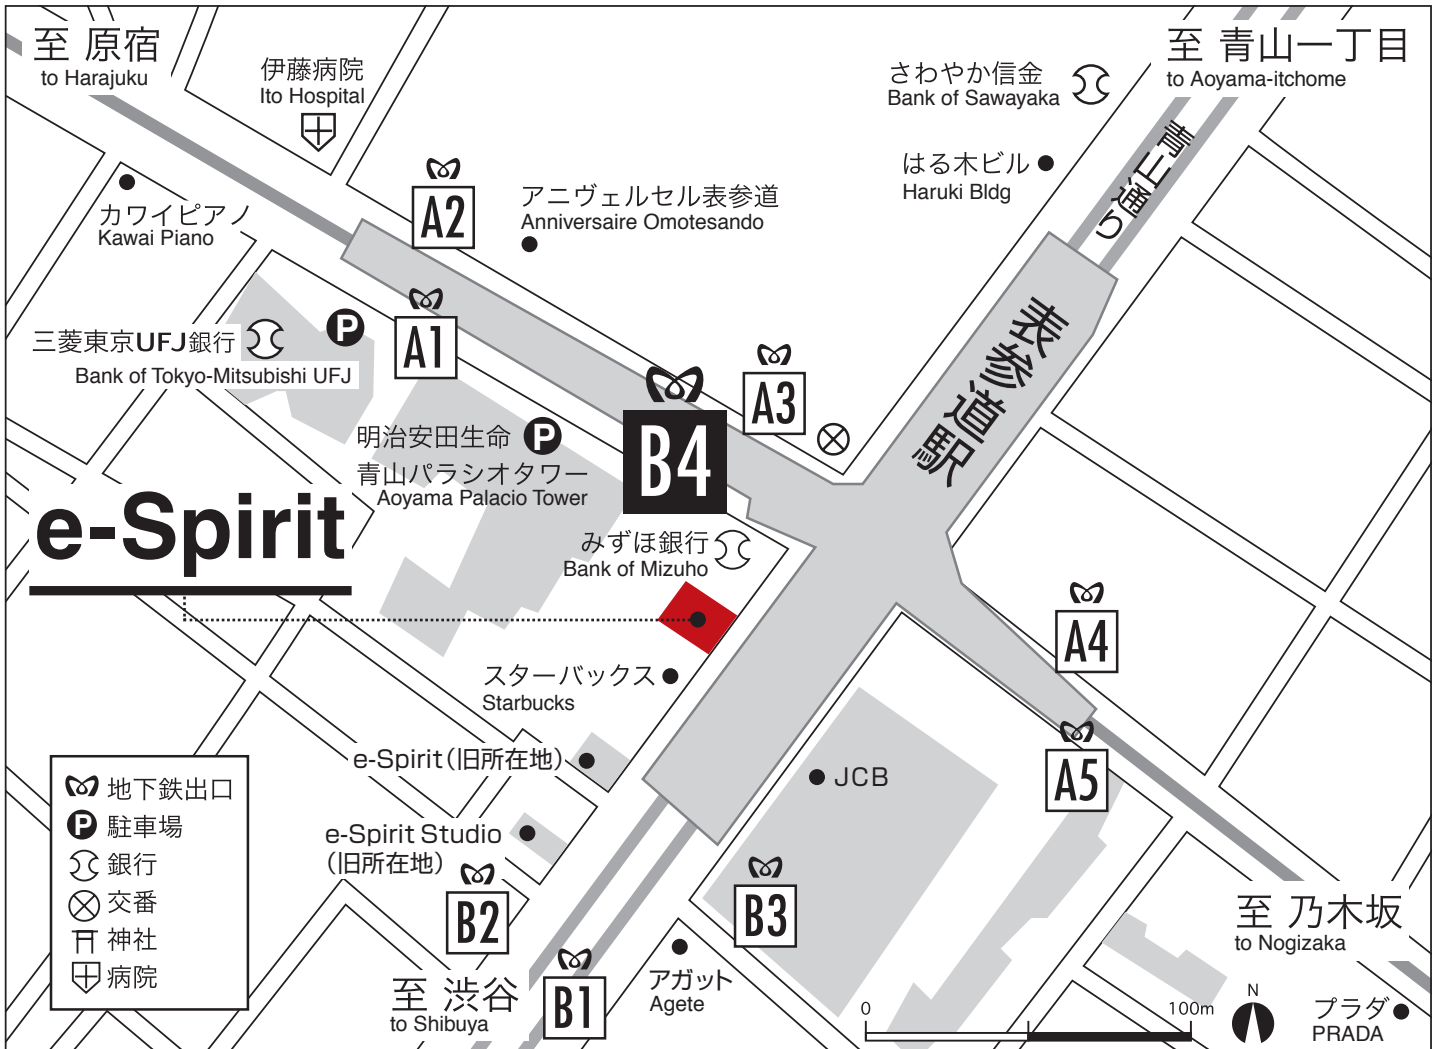 至 原宿
to Harajuku
伊藤病院
Ito Hospital
さわやか信金
Bank of Sawayaka
至 青山一丁目
to Aoyama-itchome
青山通り
はる木ビル
Haruki Bldg
カワイピアノ
Kawai Piano
A2
アニヴェルセル表参道
Anniversaire Omotesando
三菱東京UFJ銀行
Bank of Tokyo-Mitsubishi UFJ
P
A1
A3
表参道駅
明治安田生命 P
青山パラシオタワー
Aoyama Palacio Tower
B4
e-Spirit
みずほ銀行
Bank of Mizuho
スターバックス
Starbucks
A4
A5
e-Spirit(旧所在地)
e-Spirit Studio
(旧所在地)
JCB
B2
B3
B1
至 渋谷
to Shibuya
アガット
Agete
至 乃木坂
to Nogizaka
プラダ
PRADA
地下鉄出口
P 駐車場
銀行
交番
神社
病院
0 100m
N